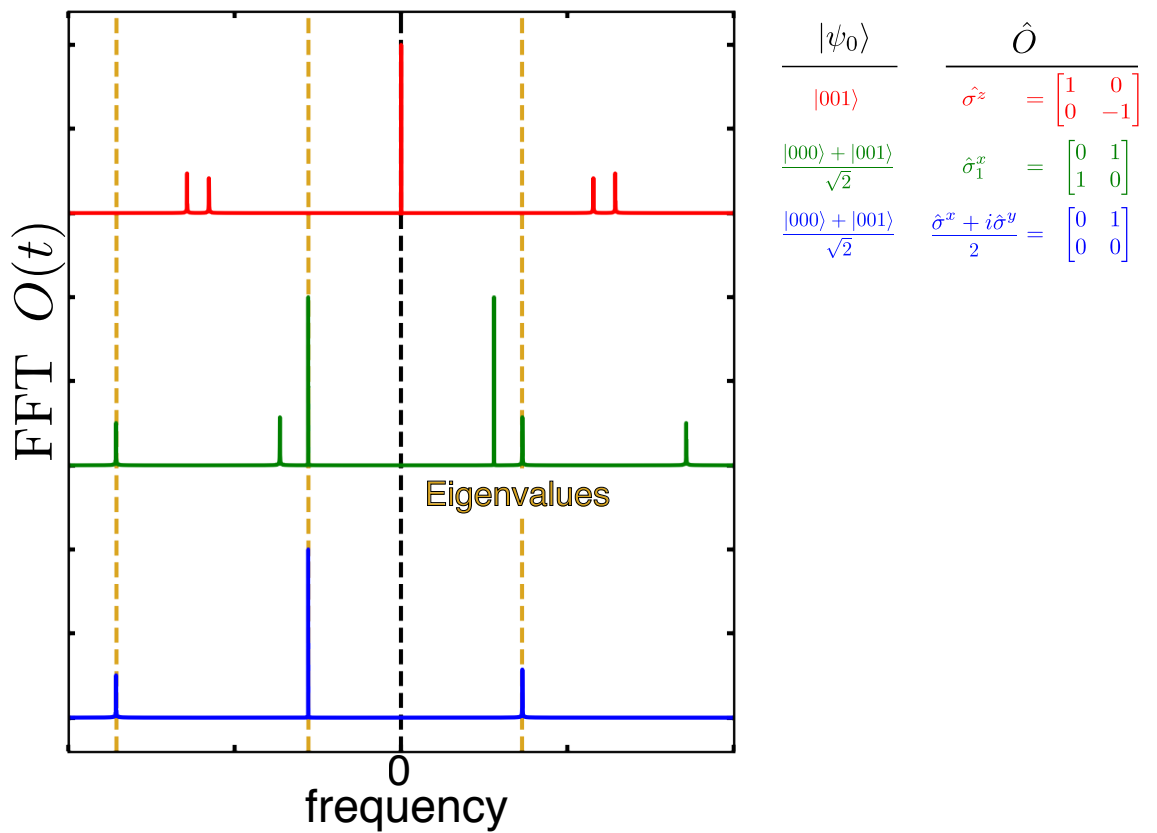 |ψ₀⟩ Ô
|001⟩ σ̂ᶻ = [1 0
0 −1]
|000⟩ + |001⟩
√2 σ̂₁ˣ = [0 1
1 0]
|000⟩ + |001⟩
√2 σ̂ˣ + iσ̂ʸ
2 = [0 1
0 0]
FFT O(t)
Eigenvalues
0
frequency